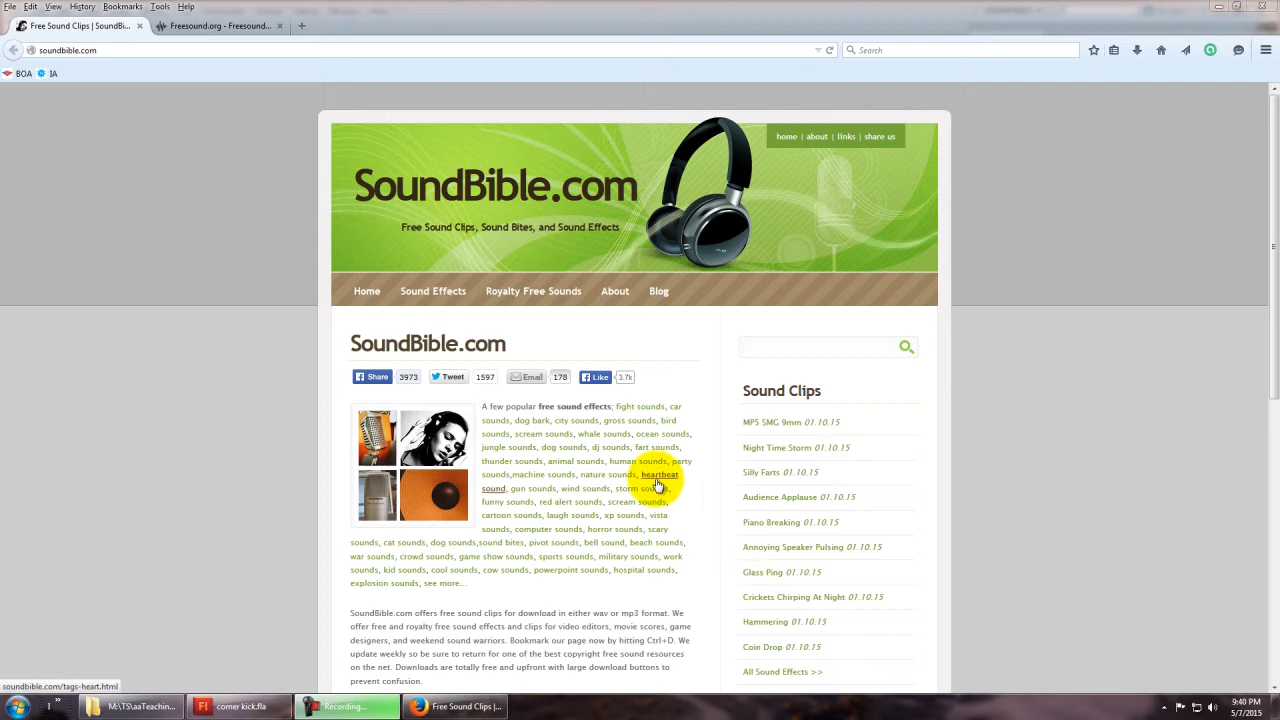 File Edit View History Bookmarks Tools Help
Free Sound Clips | SoundBi... × Freesound.org - Freesound... × +
soundbible.com
Search
BOA IA
home | about | links | share us
SoundBible.com
Free Sound Clips, Sound Bites, and Sound Effects
Home Sound Effects Royalty Free Sounds About Blog
SoundBible.com
Share 3973 Tweet 1597 Email 178 Like 3.7k
A few popular free sound effects; fight sounds, car
sounds, dog bark, city sounds, gross sounds, bird
sounds, scream sounds, whale sounds, ocean sounds,
jungle sounds, dog sounds, dj sounds, fart sounds,
thunder sounds, animal sounds, human sounds, party
sounds,machine sounds, nature sounds, heartbeat
sound, gun sounds, wind sounds, storm sounds,
funny sounds, red alert sounds, scream sounds,
cartoon sounds, laugh sounds, xp sounds, vista
sounds, computer sounds, horror sounds, scary
sounds, cat sounds, dog sounds,sound bites, pivot sounds, bell sound, beach sounds,
war sounds, crowd sounds, game show sounds, sports sounds, military sounds, work
sounds, kid sounds, cool sounds, cow sounds, powerpoint sounds, hospital sounds,
explosion sounds, see more...
SoundBible.com offers free sound clips for download in either wav or mp3 format. We
offer free and royalty free sound effects and clips for video editors, movie scores, game
designers, and weekend sound warriors. Bookmark our page now by hitting Ctrl+D. We
update weekly so be sure to return for one of the best copyright free sound resources
on the net. Downloads are totally free and upfront with large download buttons to
prevent confusion.
Sound Clips
MP5 SMG 9mm 01.10.15
Night Time Storm 01.10.15
Silly Farts 01.10.15
Audience Applause 01.10.15
Piano Breaking 01.10.15
Annoying Speaker Pulsing 01.10.15
Glass Ping 01.10.15
Crickets Chirping At Night 01.10.15
Hammering 01.10.15
Coin Drop 01.10.15
All Sound Effects >>
soundbible.com/tags-heart.html
M:\TS\aaTeachin... corner kick.fla Recording... Free Sound Clips |...
9:40 PM
5/7/2015